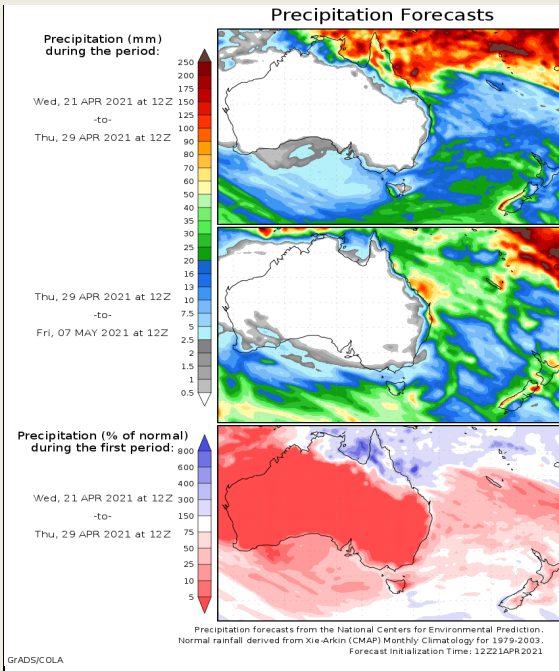 Precipitation Forecasts
Precipitation (mm)
during the period:
Wed, 21 APR 2021 at 12Z
-to-
Thu, 29 APR 2021 at 12Z
250
200
175
150
125
100
90
80
70
60
50
40
35
30
25
20
16
13
10
7.5
5
2.5
2
1.5
1
0.5
Thu, 29 APR 2021 at 12Z
-to-
Fri, 07 MAY 2021 at 12Z
Precipitation (% of normal)
during the first period:
Wed, 21 APR 2021 at 12Z
-to-
Thu, 29 APR 2021 at 12Z
800
600
400
300
150
75
50
25
10
5
Precipitation forecasts from the National Centers for Environmental Prediction.
Normal rainfall derived from Xie-Arkin (CMAP) Monthly Climatology for 1979-2003.
Forecast Initialization Time: 12Z21APR2021
GrADS/COLA